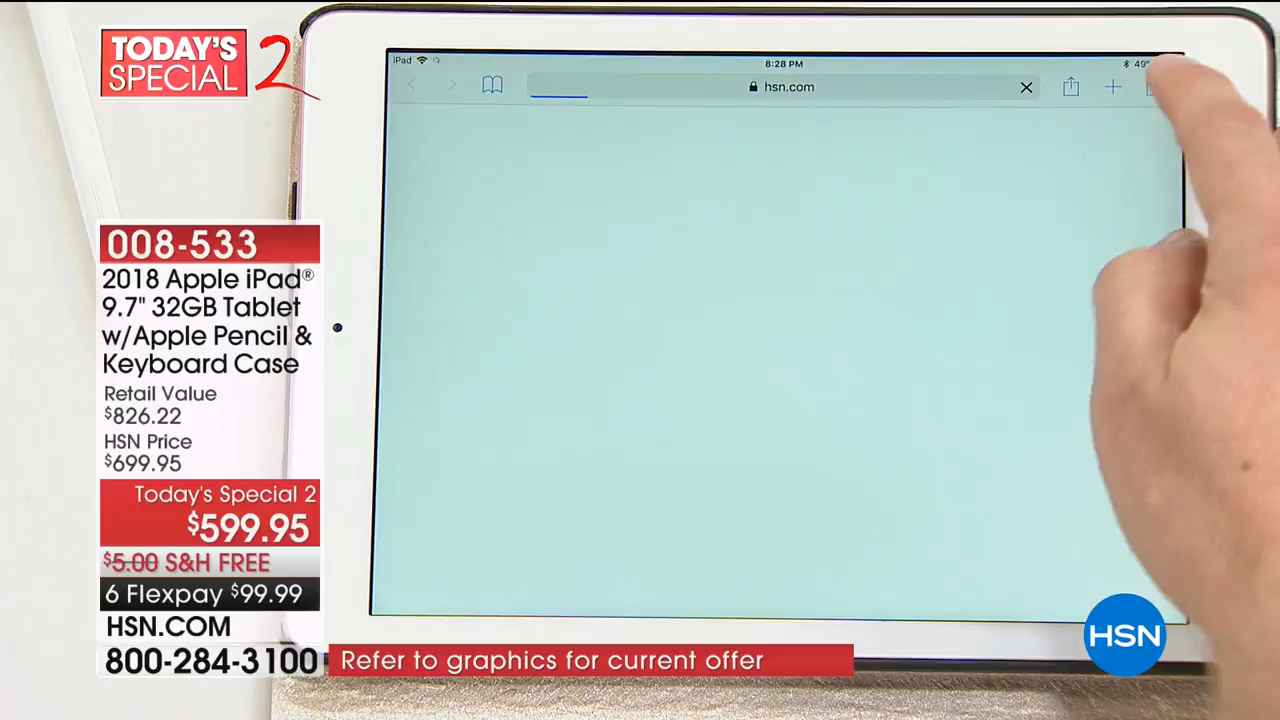 TODAY'S
SPECIAL 2
iPad
8:28 PM
49%
hsn.com
008-533
2018 Apple iPad®
9.7" 32GB Tablet
w/Apple Pencil &
Keyboard Case
Retail Value
$826.22
HSN Price
$699.95
Today's Special 2
$599.95
$5.00 S&H FREE
6 Flexpay $99.99
HSN.COM
800-284-3100
Refer to graphics for current offer
HSN